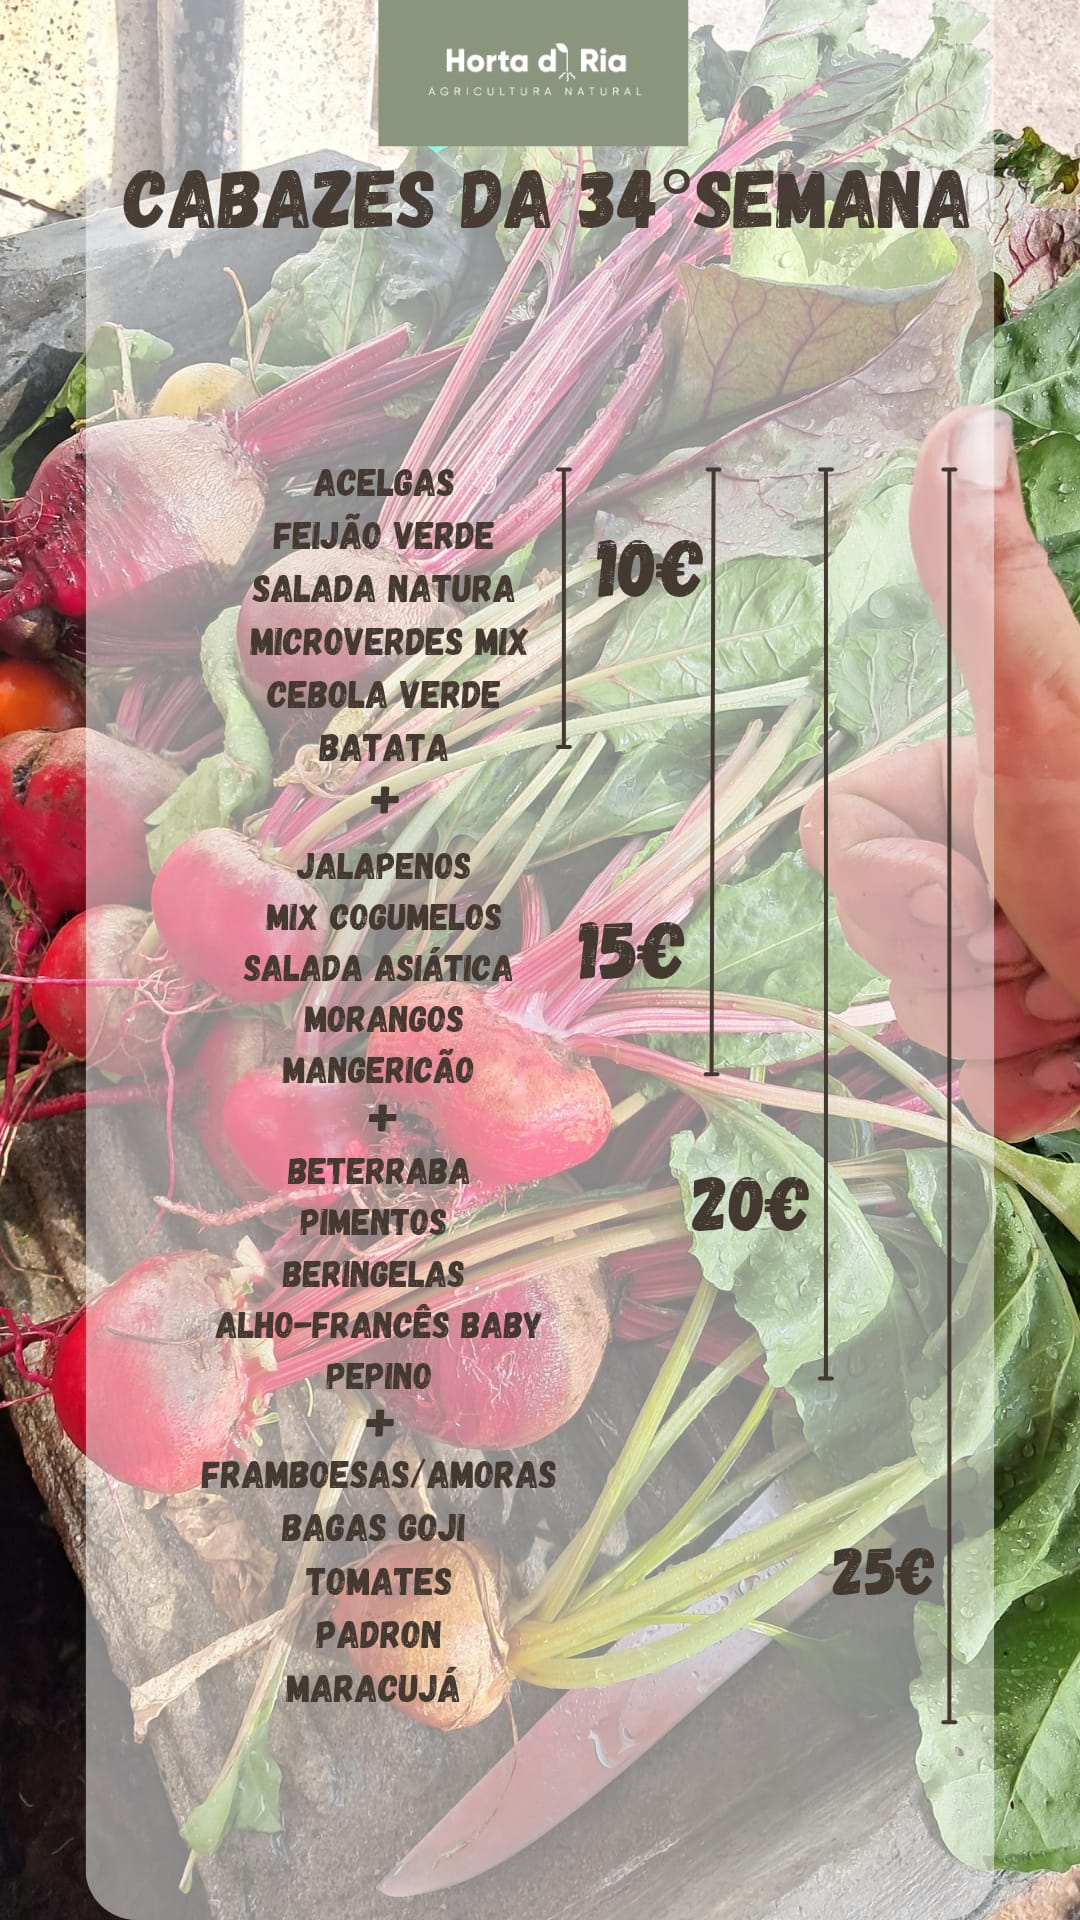 Horta d Ria
AGRICULTURA NATURAL
CABAZES DA 34°SEMANA
ACELGAS
FEIJÃO VERDE
10€
SALADA NATURA
MICROVERDES MIX
CEBOLA VERDE
BATATA
+
JALAPENOS
MIX COGUMELOS
15€
SALADA ASIÁTICA
MORANGOS
MANGERICÃO
+
BETERRABA
20€
PIMENTOS
BERINGELAS
ALHO-FRANCÊS BABY
PEPINO
+
FRAMBOESAS/AMORAS
BAGAS GOJI
25€
TOMATES
PADRON
MARACUJÁ